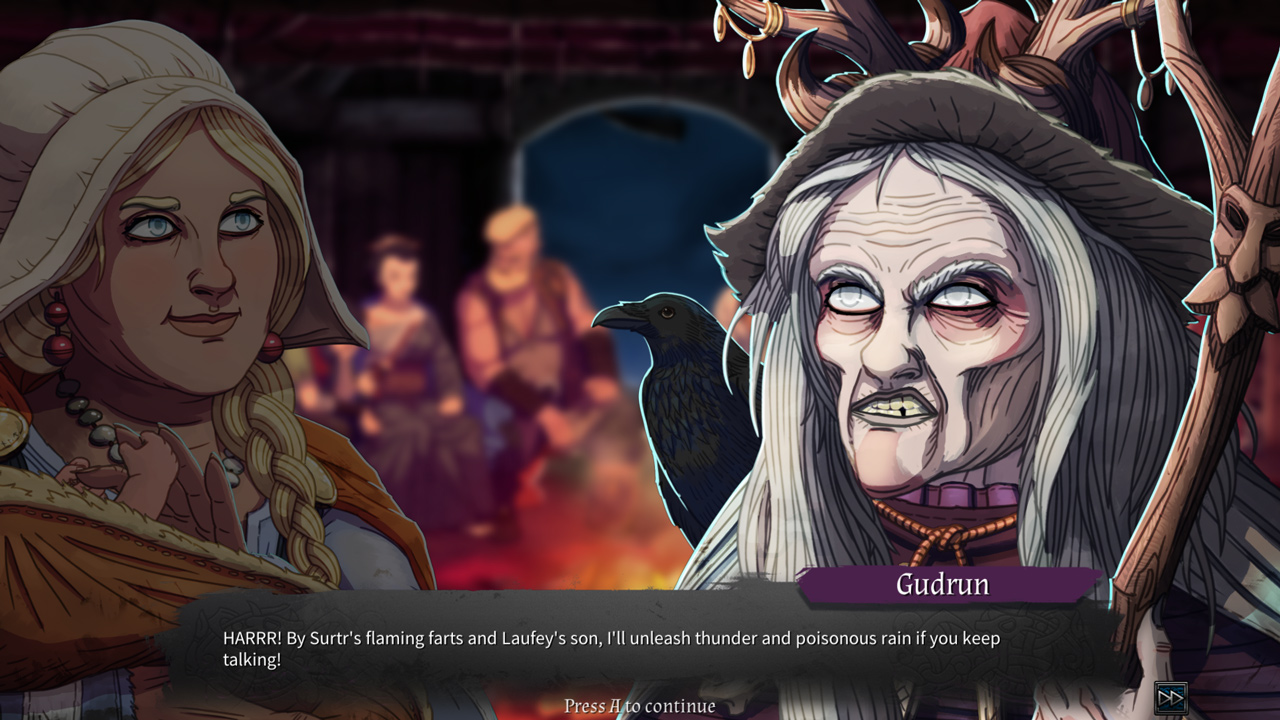 Gudrun
HARRR! By Surtr's flaming farts and Laufey's son, I'll unleash thunder and poisonous rain if you keep
talking!
Press A to continue